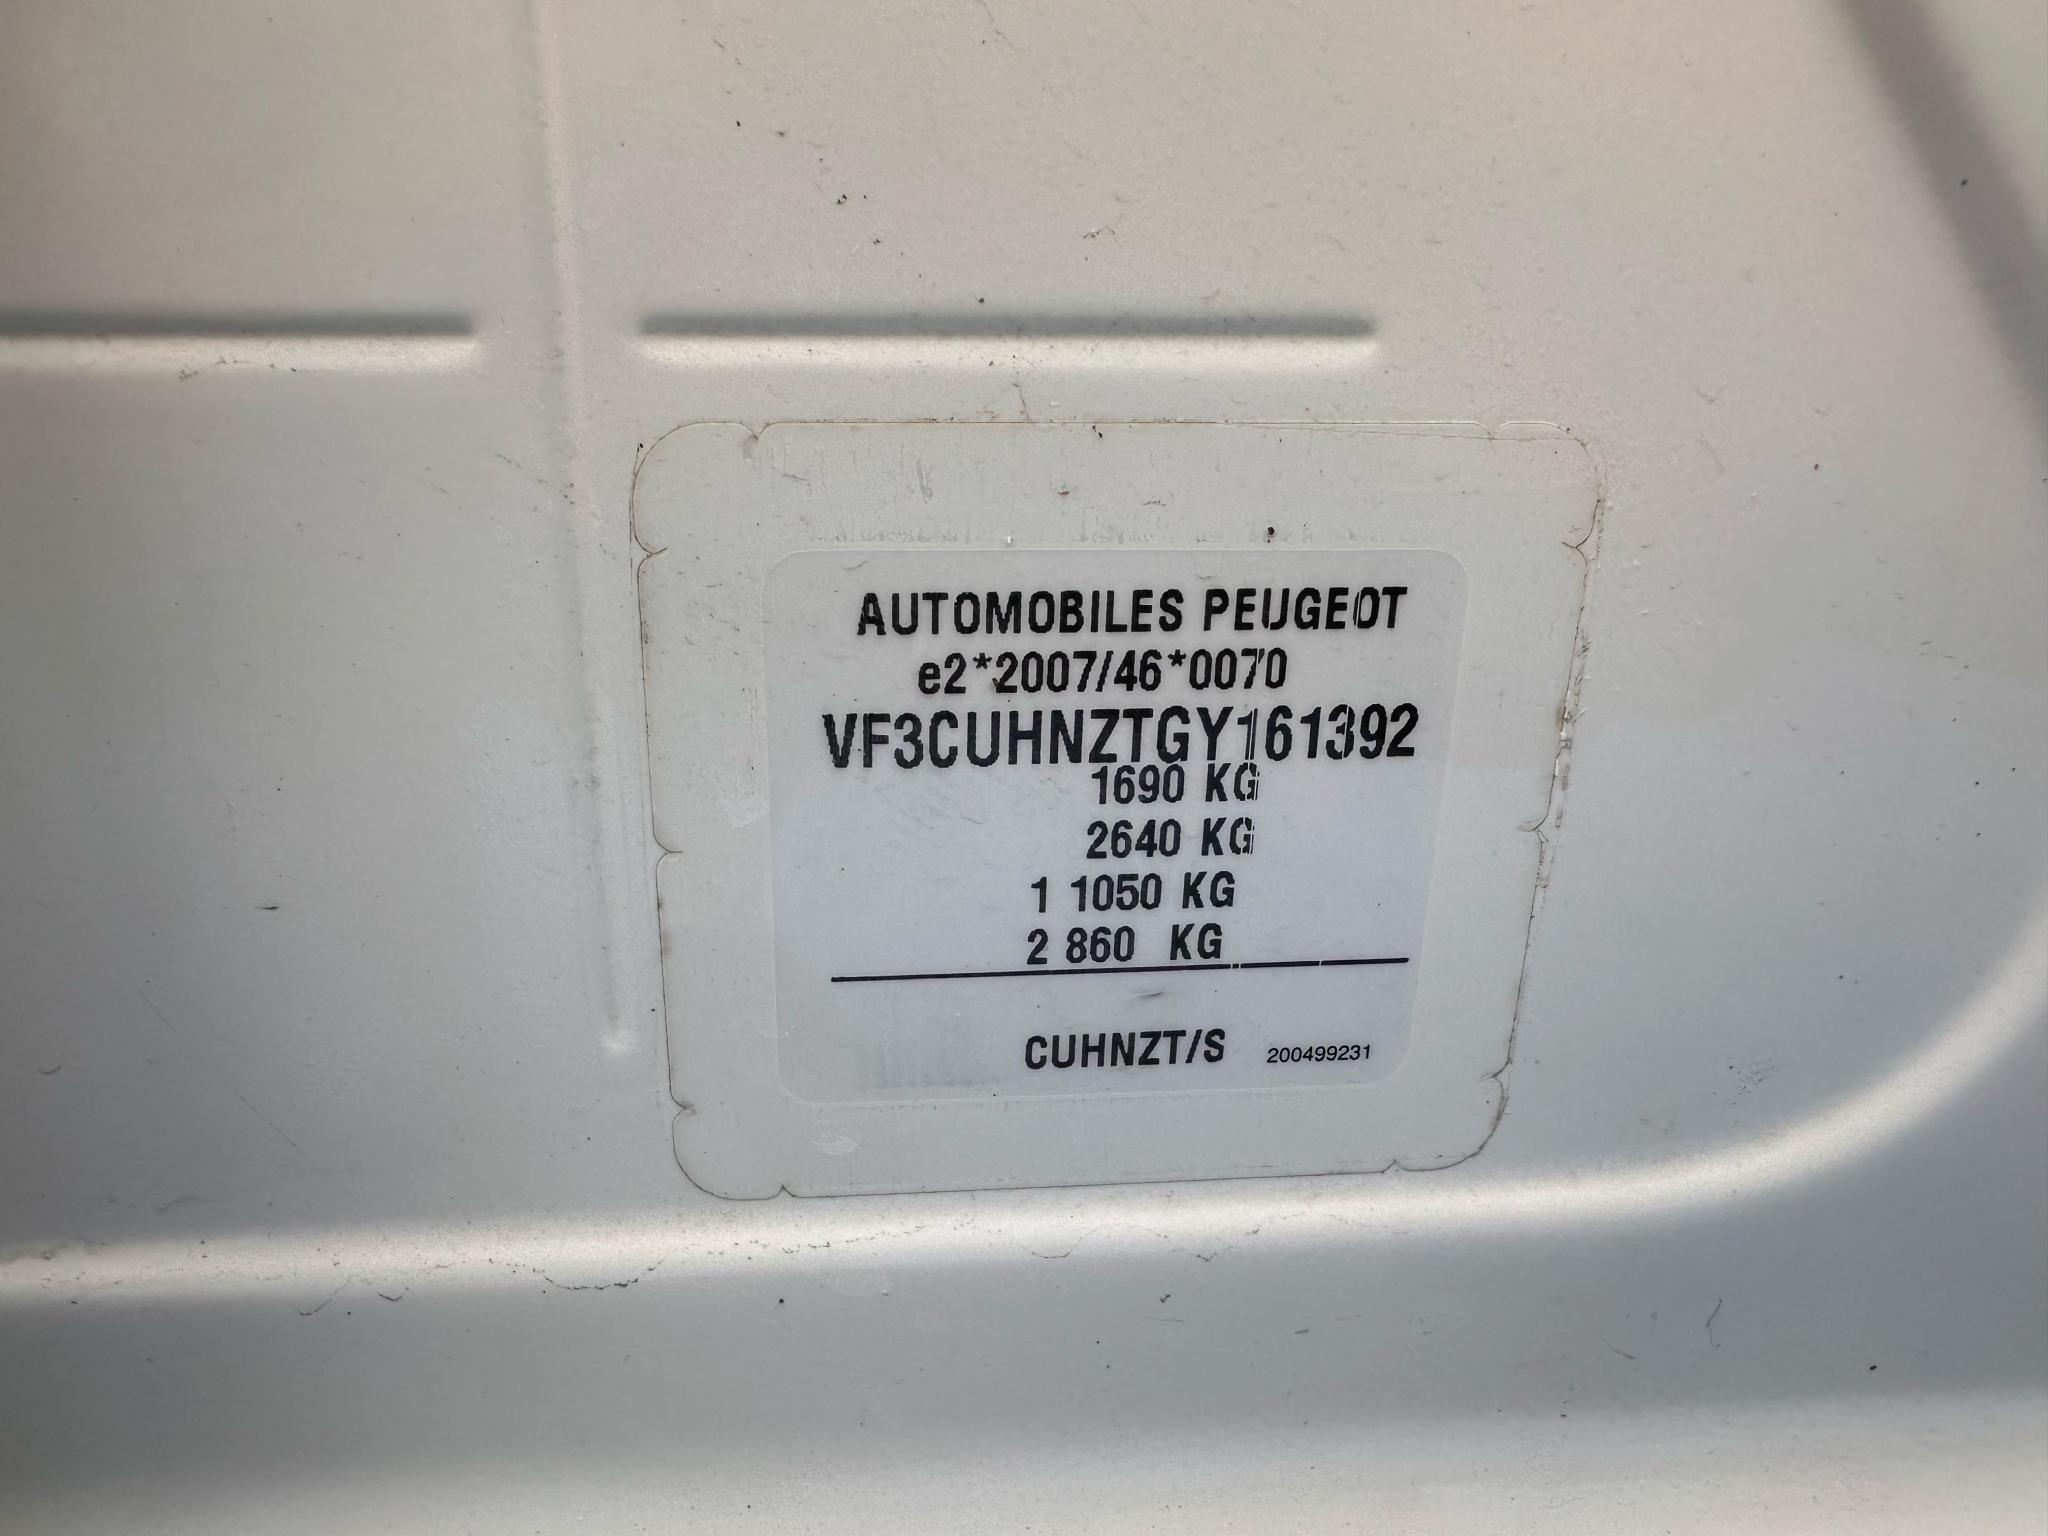 AUTOMOBILES PEUGEOT
e2*2007/46*0070
VF3CUHNZTGY161392
1690 KG
2640 KG
1 1050 KG
2 860 KG
CUHNZT/S 200499231